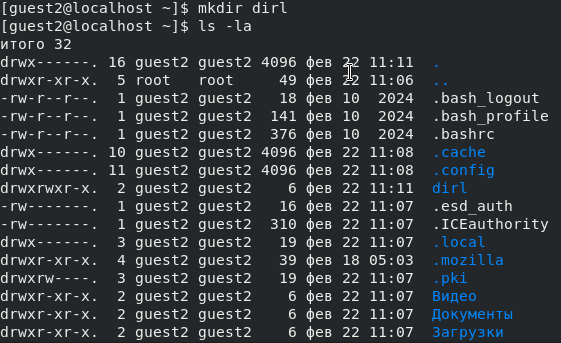 [guest2@localhost ~]$ mkdir dirl
[guest2@localhost ~]$ ls -la
итого 32
drwx------. 16 guest2 guest2 4096 фев 22 11:11 .
drwxr-xr-x. 5 root root 49 фев 22 11:06 ..
-rw-r--r--. 1 guest2 guest2 18 фев 10 2024 .bash_logout
-rw-r--r--. 1 guest2 guest2 141 фев 10 2024 .bash_profile
-rw-r--r--. 1 guest2 guest2 376 фев 10 2024 .bashrc
drwx------. 10 guest2 guest2 4096 фев 22 11:08 .cache
drwx------. 11 guest2 guest2 4096 фев 22 11:08 .config
drwxrwxr-x. 2 guest2 guest2 6 фев 22 11:11 dirl
-rw-------. 1 guest2 guest2 16 фев 22 11:07 .esd_auth
-rw-------. 1 guest2 guest2 310 фев 22 11:07 .ICEauthority
drwx------. 3 guest2 guest2 19 фев 22 11:07 .local
drwxr-xr-x. 4 guest2 guest2 39 фев 18 05:03 .mozilla
drwxrw----. 3 guest2 guest2 19 фев 22 11:07 .pki
drwxr-xr-x. 2 guest2 guest2 6 фев 22 11:07 Видео
drwxr-xr-x. 2 guest2 guest2 6 фев 22 11:07 Документы
drwxr-xr-x. 2 guest2 guest2 6 фев 22 11:07 Загрузки